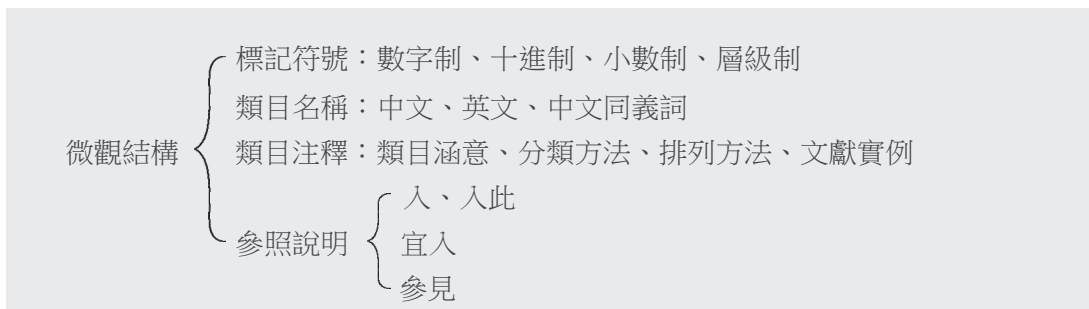 標記符號：數字制、十進制、小數制、層級制
類目名稱：中文、英文、中文同義詞
微觀結構
類目注釋：類目涵意、分類方法、排列方法、文獻實例
入、入此
參照說明
宜入
參見